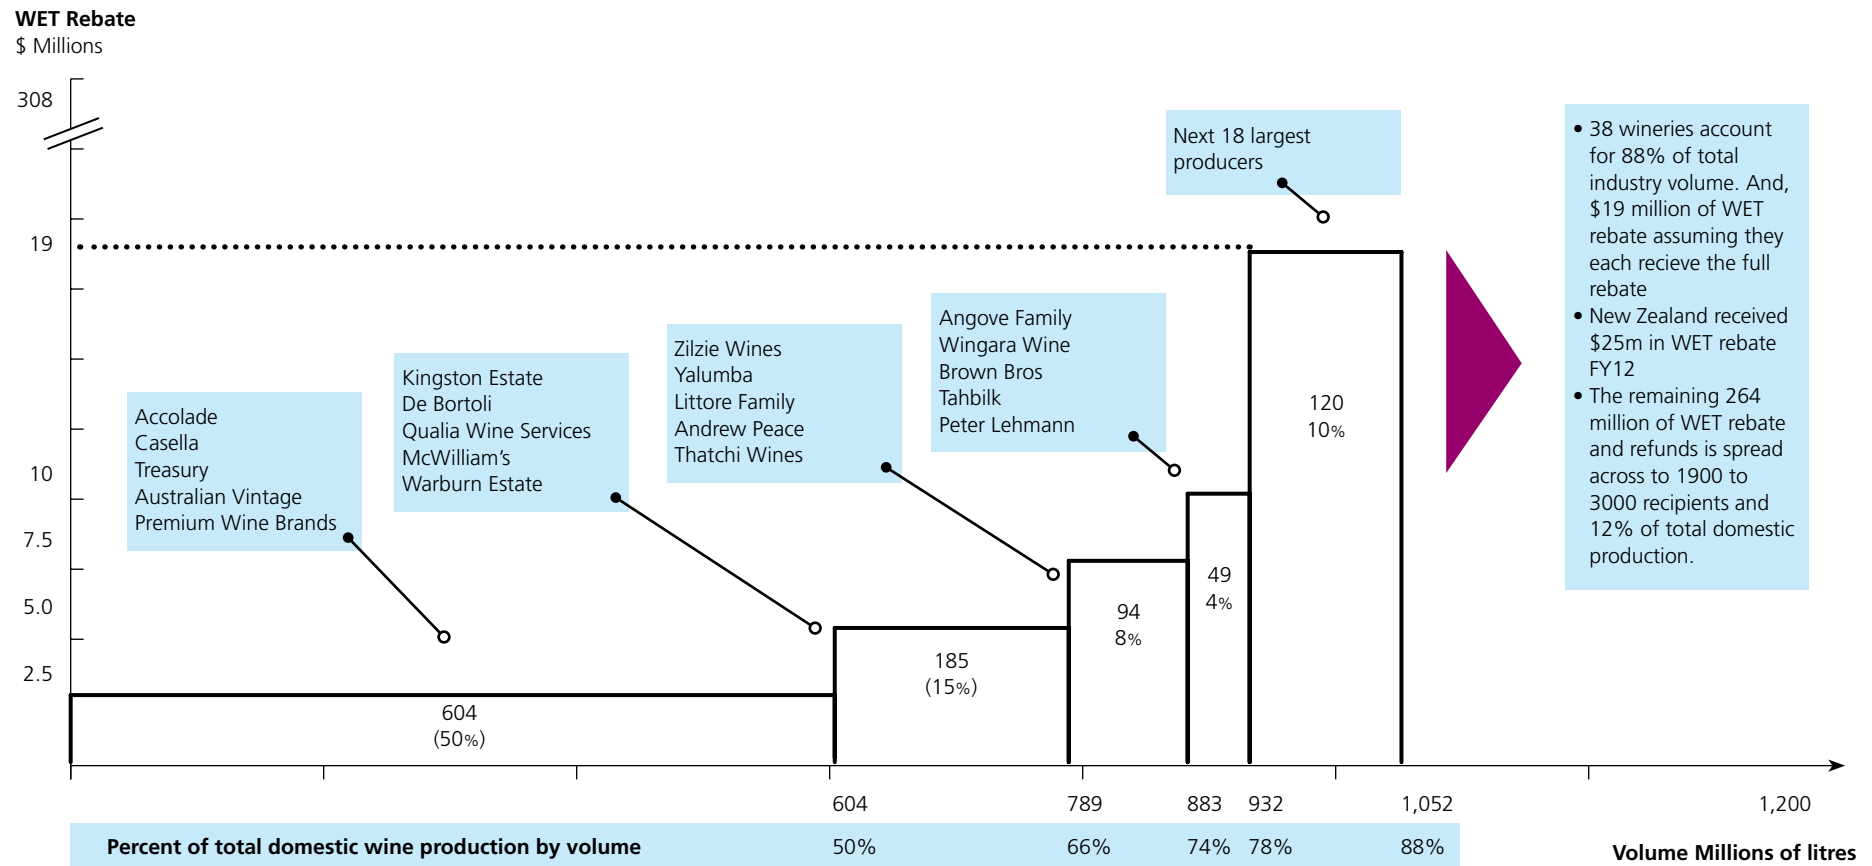 WET Rebate
$ Millions
308
19
10
7.5
5.0
2.5
Accolade
Casella
Treasury
Australian Vintage
Premium Wine Brands
Kingston Estate
De Bortoli
Qualia Wine Services
McWilliam's
Warburn Estate
Zilzie Wines
Yalumba
Littore Family
Andrew Peace
Thatchi Wines
Angove Family
Wingara Wine
Brown Bros
Tahbilk
Peter Lehmann
Next 18 largest
producers
604
(50%)
185
(15%)
94
8%
49
4%
120
10%
• 38 wineries account
for 88% of total
industry volume. And,
$19 million of WET
rebate assuming they
each recieve the full
rebate
• New Zealand received
$25m in WET rebate
FY12
• The remaining 264
million of WET rebate
and refunds is spread
across to 1900 to
3000 recipients and
12% of total domestic
production.
604 789 883 932 1,052 1,200
Percent of total domestic wine production by volume 50% 66% 74% 78% 88%
Volume Millions of litres